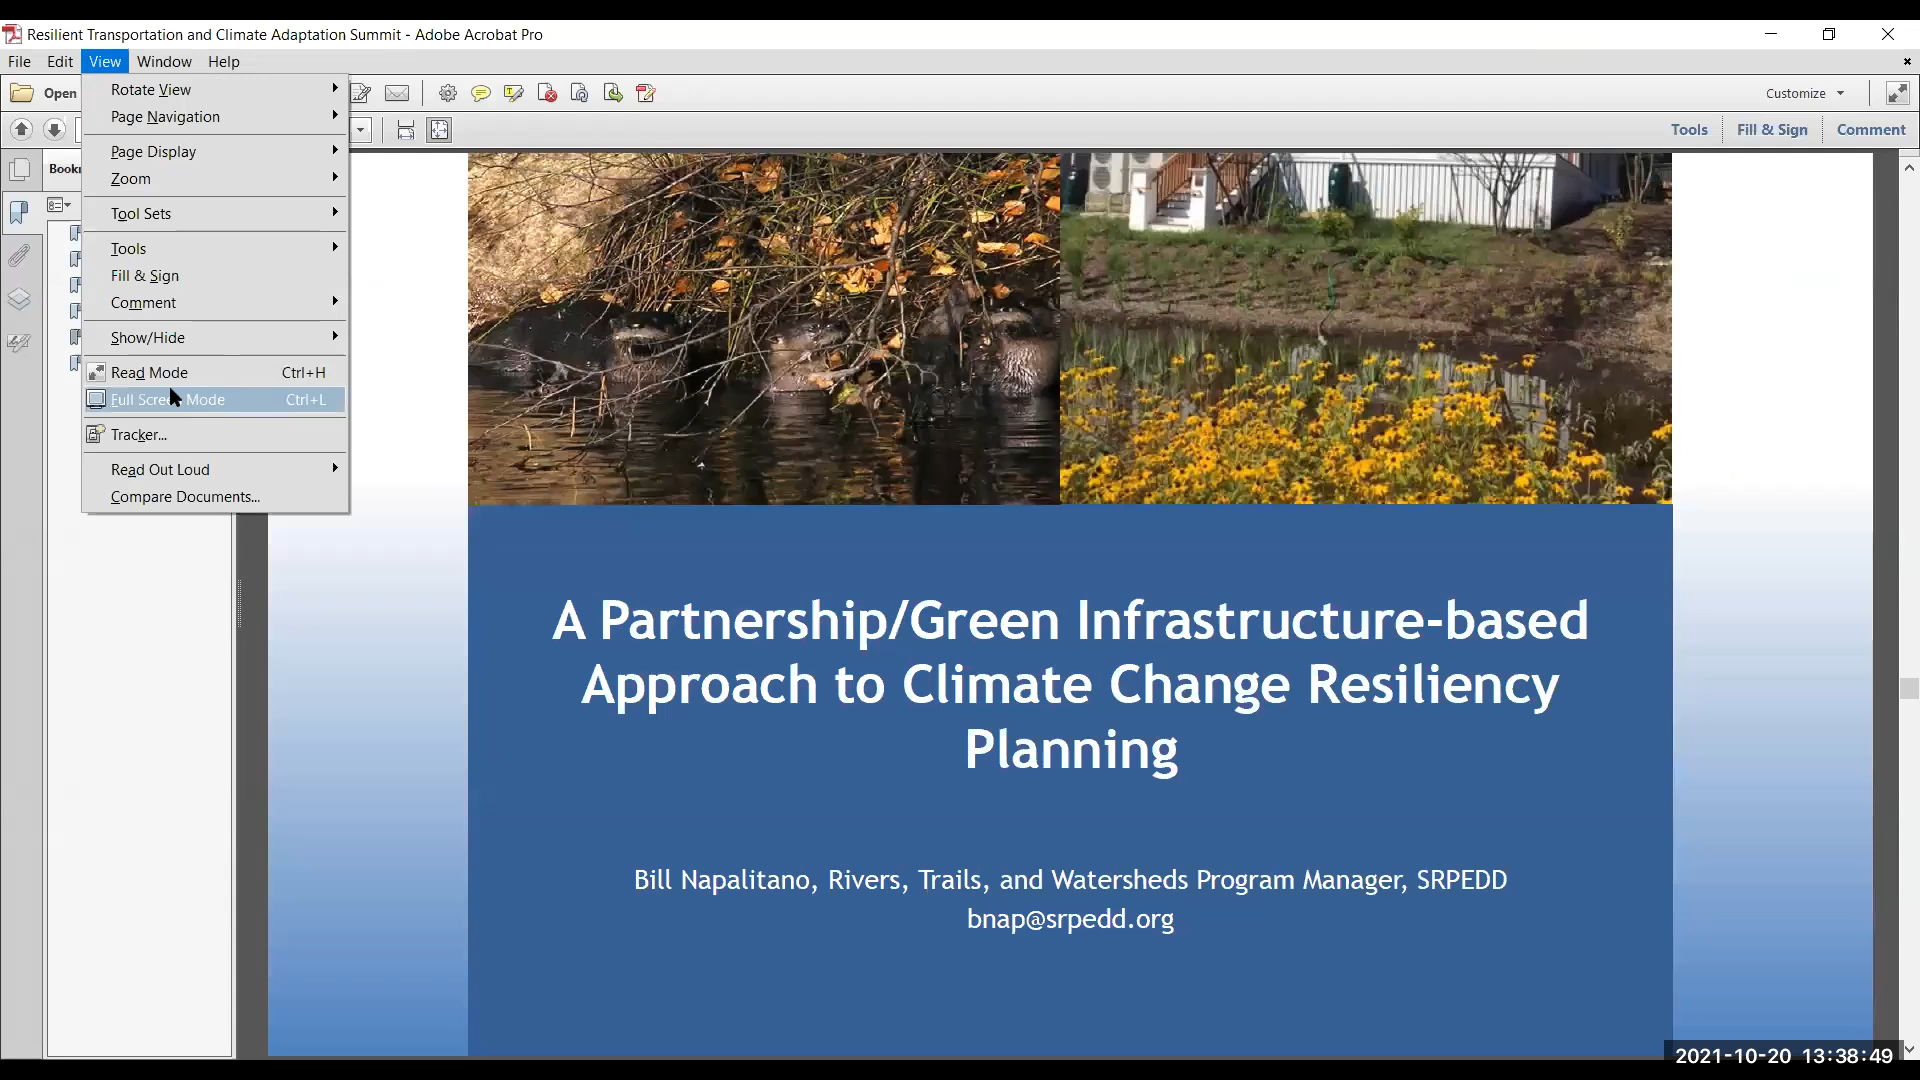 Resilient Transportation and Climate Adaptation Summit - Adobe Acrobat Pro
File Edit View Window Help
Open
Customize
Tools Fill & Sign Comment
Rotate View
Page Navigation
Page Display
Zoom
Tool Sets
Tools
Fill & Sign
Comment
Show/Hide
Read Mode Ctrl+H
Full Screen Mode Ctrl+L
Tracker...
Read Out Loud
Compare Documents...
A Partnership/Green Infrastructure-based
Approach to Climate Change Resiliency
Planning
Bill Napalitano, Rivers, Trails, and Watersheds Program Manager, SRPEDD
bnap@srpedd.org
2021-10-20 13:38:49